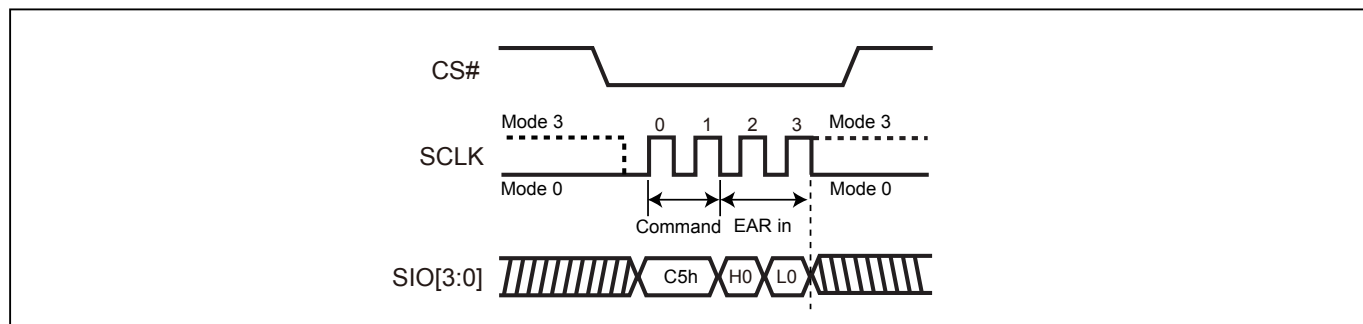 CS#
Mode 3
0 1 2 3
Mode 3
SCLK
Mode 0
Mode 0
Command
EAR in
SIO[3:0]
C5h
H0
L0